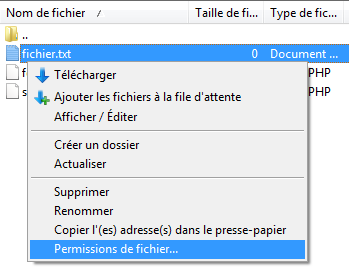 Nom de fichier / Taille de fi... Type de fic...
..
fichier.txt 0 Document ...
f PHP
s PHP
Télécharger
Ajouter les fichiers à la file d'attente
Afficher / Éditer
Créer un dossier
Actualiser
Supprimer
Renommer
Copier l'(es) adresse(s) dans le presse-papier
Permissions de fichier...